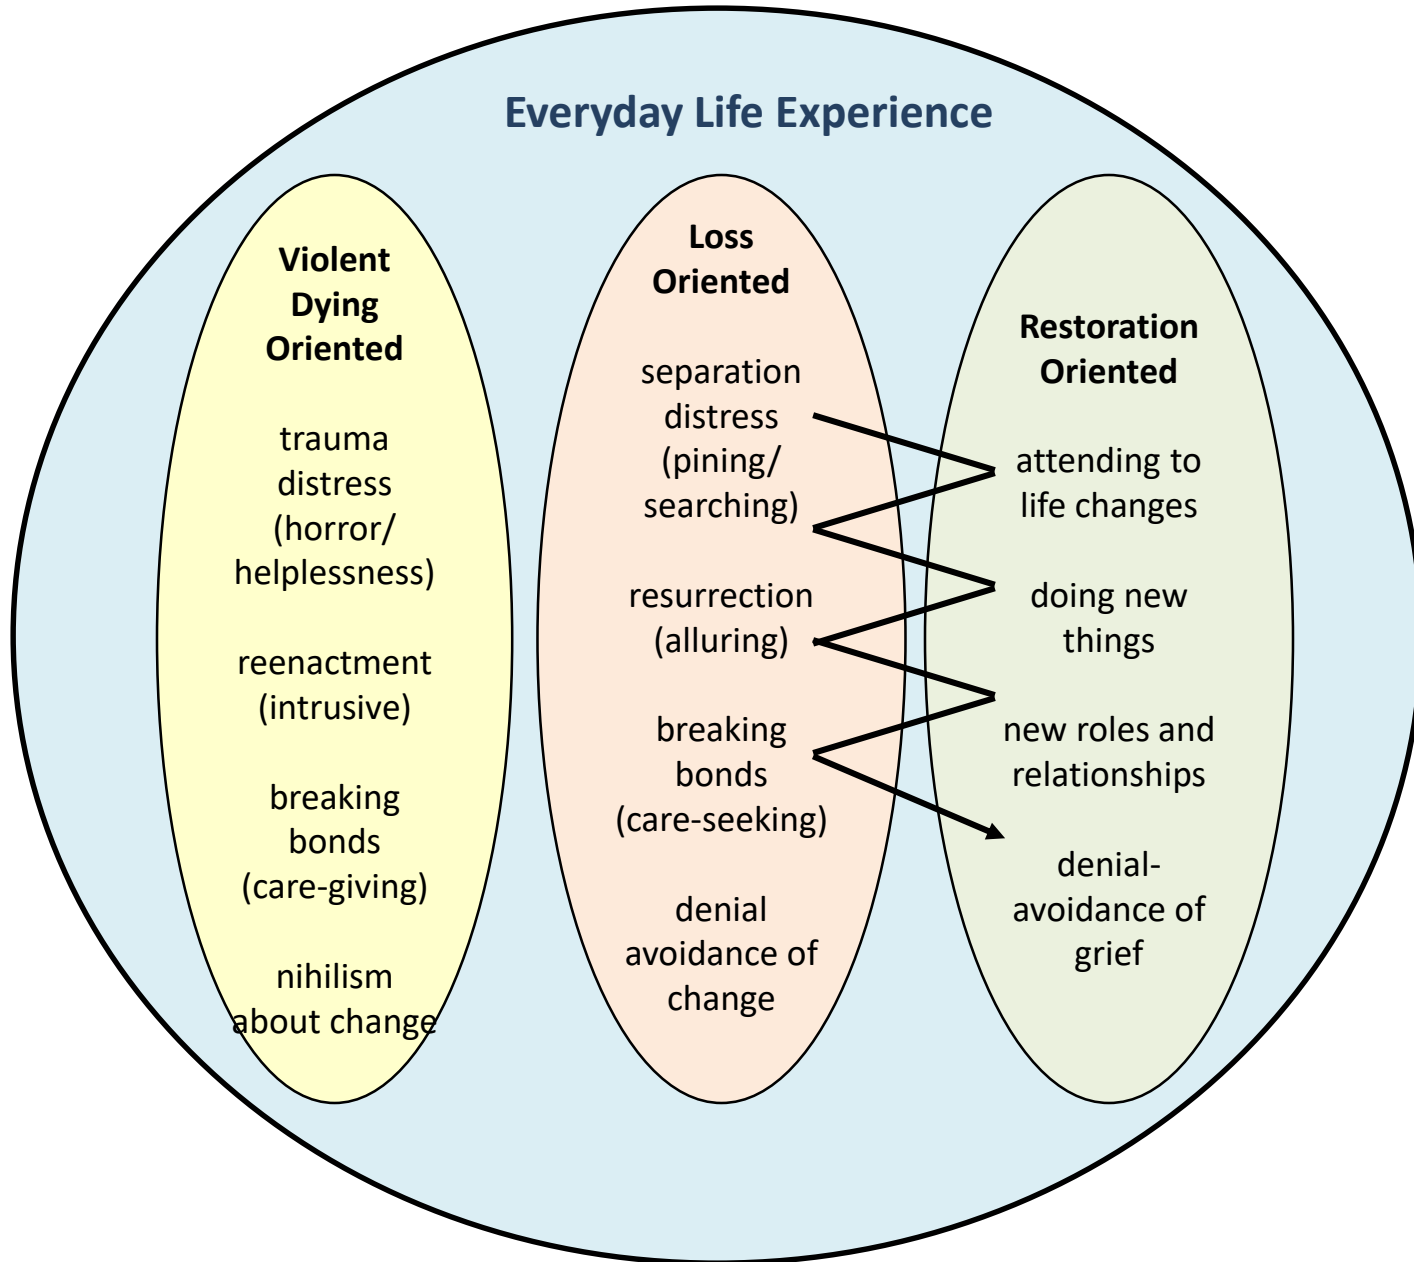 Everyday Life Experience
Violent
Dying
Oriented
trauma
distress
(horror/
helplessness)
reenactment
(intrusive)
breaking
bonds
(care-giving)
nihilism
about change
Loss
Oriented
separation
distress
(pining/
searching)
resurrection
(alluring)
breaking
bonds
(care-seeking)
denial
avoidance of
change
Restoration
Oriented
attending to
life changes
doing new
things
new roles and
relationships
denial-
avoidance of
grief